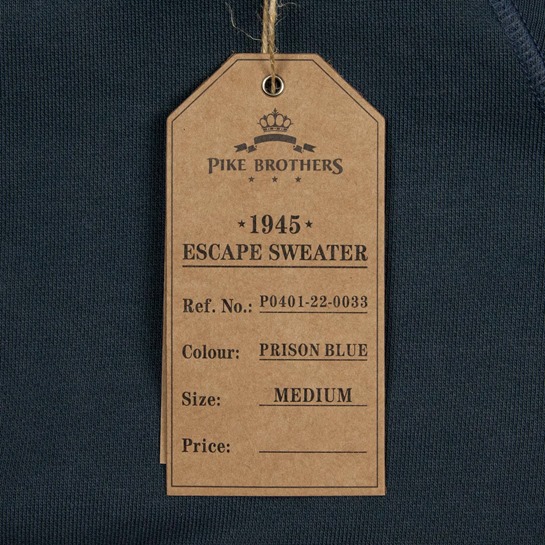 PIKE BROTHERS
★ ★ ★
★1945★
ESCAPE SWEATER
Ref. No.: P0401-22-0033
Colour: PRISON BLUE
Size: MEDIUM
Price: